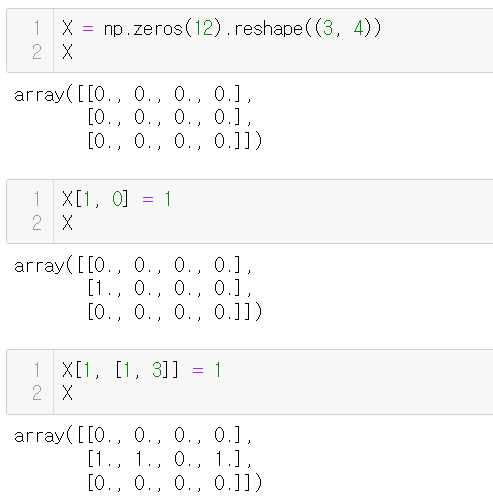 1 X = np.zeros(12).reshape((3, 4))
2 X
array([[0., 0., 0., 0.],
       [0., 0., 0., 0.],
       [0., 0., 0., 0.]])
1 X[1, 0] = 1
2 X
array([[0., 0., 0., 0.],
       [1., 0., 0., 0.],
       [0., 0., 0., 0.]])
1 X[1, [1, 3]] = 1
2 X
array([[0., 0., 0., 0.],
       [1., 1., 0., 1.],
       [0., 0., 0., 0.]])